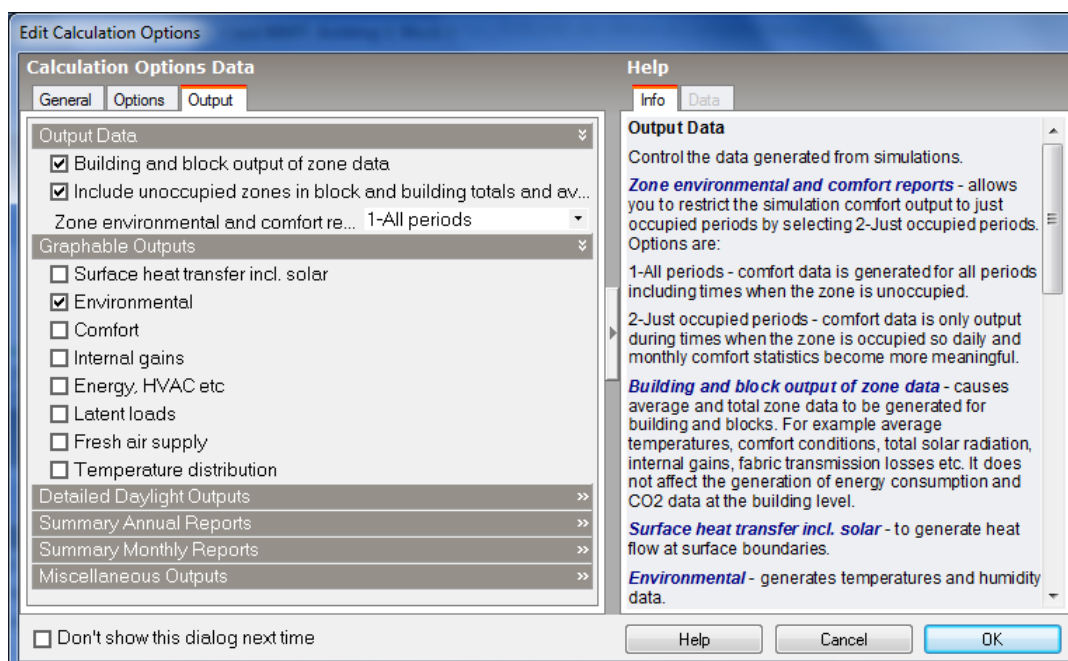 Edit Calculation Options
Calculation Options Data
General Options Output
Output Data
Building and block output of zone data
Include unoccupied zones in block and building totals and av...
Zone environmental and comfort re... 1-All periods
Graphable Outputs
Surface heat transfer incl. solar
Environmental
Comfort
Internal gains
Energy, HVAC etc
Latent loads
Fresh air supply
Temperature distribution
Detailed Daylight Outputs
Summary Annual Reports
Summary Monthly Reports
Miscellaneous Outputs
Help
Info Data
Output Data
Control the data generated from simulations.
Zone environmental and comfort reports - allows
you to restrict the simulation comfort output to just
occupied periods by selecting 2-Just occupied periods.
Options are:
1-All periods - comfort data is generated for all periods
including times when the zone is unoccupied.
2-Just occupied periods - comfort data is only output
during times when the zone is occupied so daily and
monthly comfort statistics become more meaningful.
Building and block output of zone data - causes
average and total zone data to be generated for
building and blocks. For example average
temperatures, comfort conditions, total solar radiation,
internal gains, fabric transmission losses etc. It does
not affect the generation of energy consumption and
CO2 data at the building level.
Surface heat transfer incl. solar - to generate heat
flow at surface boundaries.
Environmental - generates temperatures and humidity
data.
Don't show this dialog next time
Help Cancel OK